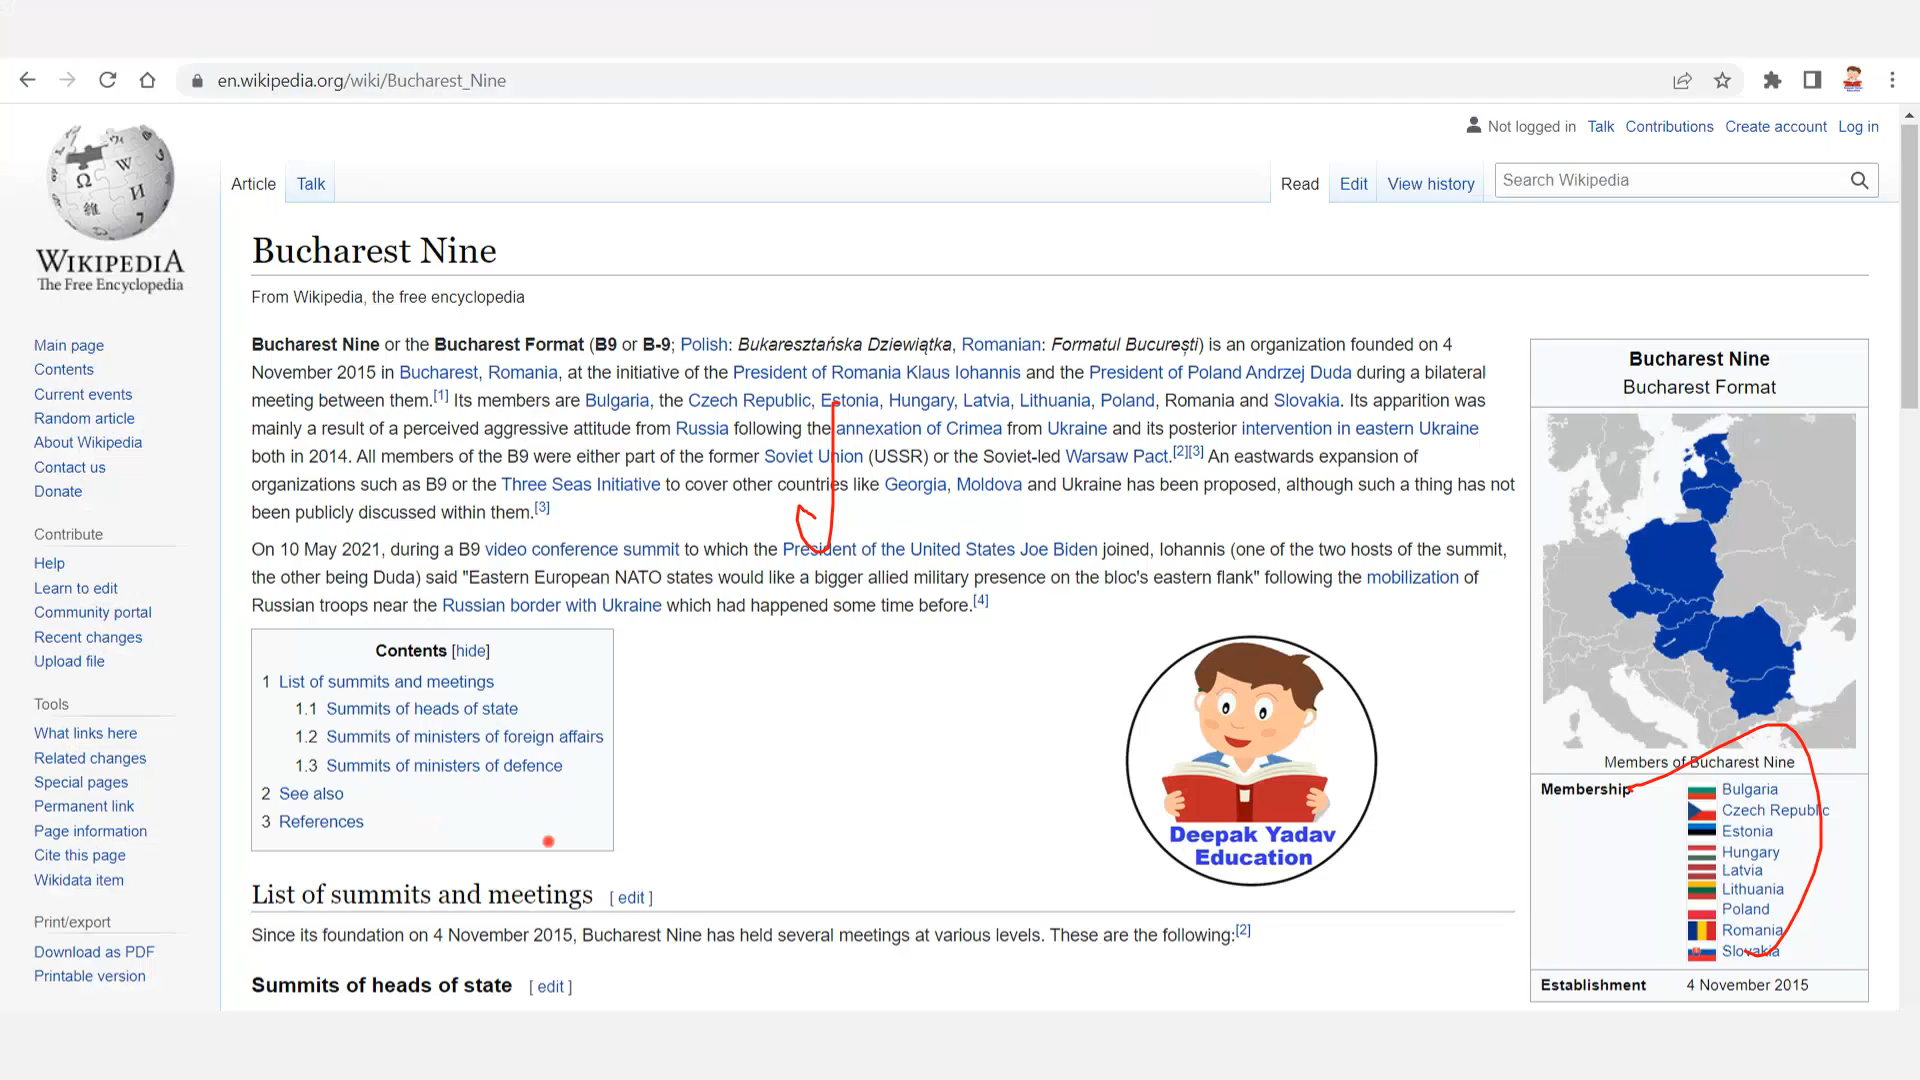 en.wikipedia.org/wiki/Bucharest_Nine
Not logged in Talk Contributions Create account Log in
Article Talk
Read Edit View history Search Wikipedia
WIKIPEDIA
The Free Encyclopedia
Main page
Contents
Current events
Random article
About Wikipedia
Contact us
Donate
Contribute
Help
Learn to edit
Community portal
Recent changes
Upload file
Tools
What links here
Related changes
Special pages
Permanent link
Page information
Cite this page
Wikidata item
Print/export
Download as PDF
Printable version
Bucharest Nine
From Wikipedia, the free encyclopedia
Bucharest Nine or the Bucharest Format (B9 or B-9; Polish: Bukaresztańska Dziewiątka, Romanian: Formatul București) is an organization founded on 4
November 2015 in Bucharest, Romania, at the initiative of the President of Romania Klaus Iohannis and the President of Poland Andrzej Duda during a bilateral
meeting between them.[1] Its members are Bulgaria, the Czech Republic, Estonia, Hungary, Latvia, Lithuania, Poland, Romania and Slovakia. Its apparition was
mainly a result of a perceived aggressive attitude from Russia following the annexation of Crimea from Ukraine and its posterior intervention in eastern Ukraine
both in 2014. All members of the B9 were either part of the former Soviet Union (USSR) or the Soviet-led Warsaw Pact.[2][3] An eastwards expansion of
organizations such as B9 or the Three Seas Initiative to cover other countries like Georgia, Moldova and Ukraine has been proposed, although such a thing has not
been publicly discussed within them.[3]
On 10 May 2021, during a B9 video conference summit to which the President of the United States Joe Biden joined, Iohannis (one of the two hosts of the summit,
the other being Duda) said "Eastern European NATO states would like a bigger allied military presence on the bloc's eastern flank" following the mobilization of
Russian troops near the Russian border with Ukraine which had happened some time before.[4]
Contents [hide]
1 List of summits and meetings
1.1 Summits of heads of state
1.2 Summits of ministers of foreign affairs
1.3 Summits of ministers of defence
2 See also
3 References
Deepak Yadav
Education
List of summits and meetings [ edit ]
Since its foundation on 4 November 2015, Bucharest Nine has held several meetings at various levels. These are the following:[2]
Summits of heads of state [ edit ]
Bucharest Nine
Bucharest Format
Members of Bucharest Nine
Membership Bulgaria
Czech Republic
Estonia
Hungary
Latvia
Lithuania
Poland
Romania
Slovakia
Establishment 4 November 2015